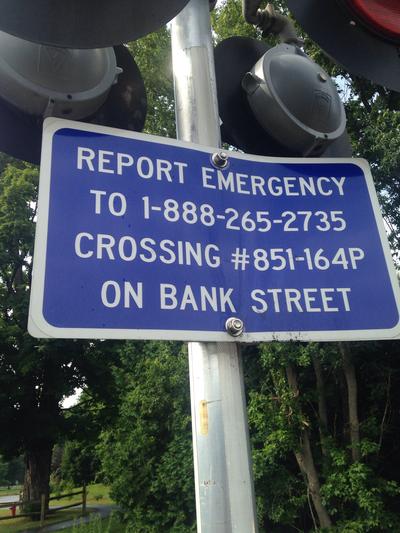 REPORT EMERGENCY
TO 1-888-265-2735
CROSSING #851-164P
ON BANK STREET